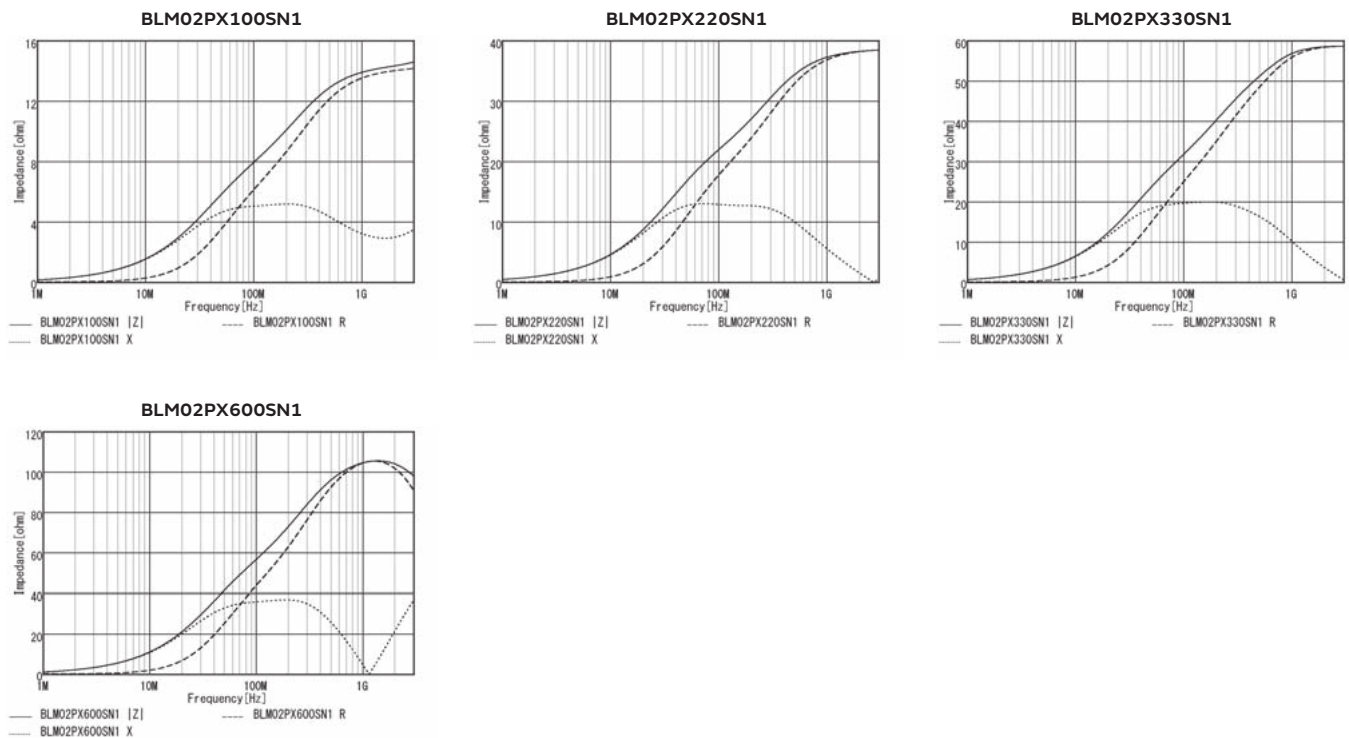 BLM02PX100SN1
16
12
8
4
0
Impedance[ohm]
1M 10M 100M 1G
Frequency[Hz]
BLM02PX100SN1 |Z| BLM02PX100SN1 R
BLM02PX100SN1 X
BLM02PX220SN1
40
30
20
10
0
Impedance[ohm]
1M 10M 100M 1G
Frequency[Hz]
BLM02PX220SN1 |Z| BLM02PX220SN1 R
BLM02PX220SN1 X
BLM02PX330SN1
60
50
40
30
20
10
0
Impedance[ohm]
1M 10M 100M 1G
Frequency[Hz]
BLM02PX330SN1 |Z| BLM02PX330SN1 R
BLM02PX330SN1 X
BLM02PX600SN1
120
100
80
60
40
20
0
Impedance[ohm]
1M 10M 100M 1G
Frequency[Hz]
BLM02PX600SN1 |Z| BLM02PX600SN1 R
BLM02PX600SN1 X